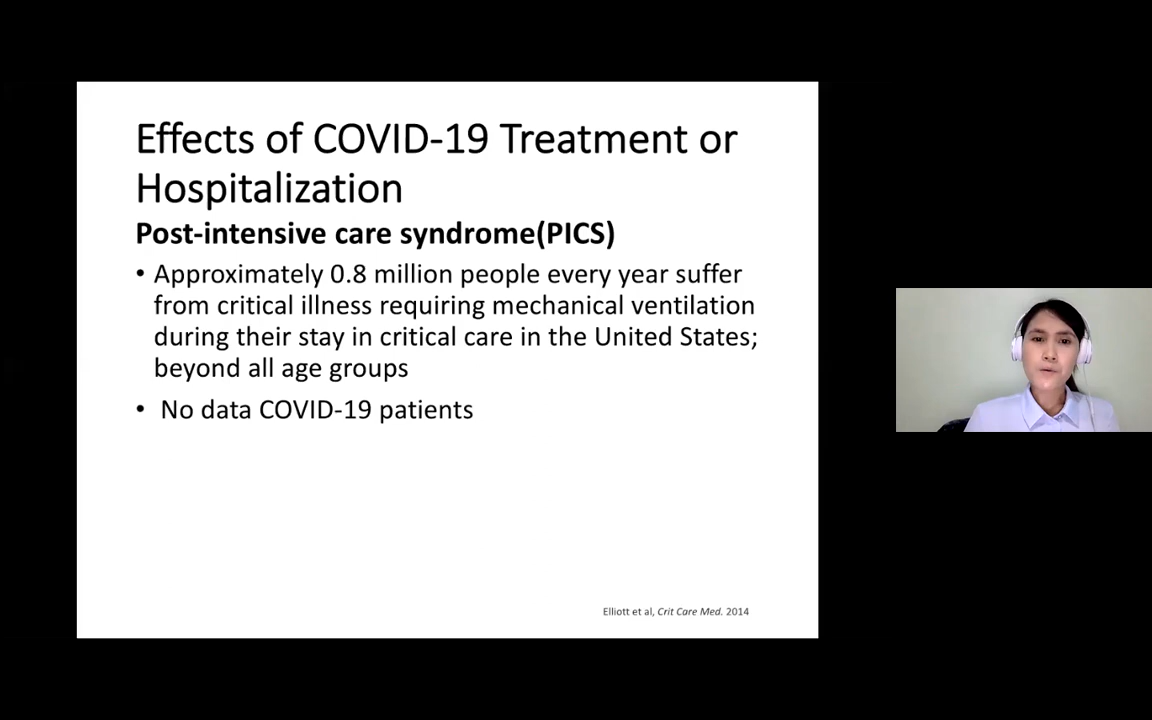 Effects of COVID-19 Treatment or
Hospitalization
Post-intensive care syndrome(PICS)
• Approximately 0.8 million people every year suffer
from critical illness requiring mechanical ventilation
during their stay in critical care in the United States;
beyond all age groups
• No data COVID-19 patients
Elliott et al, Crit Care Med. 2014